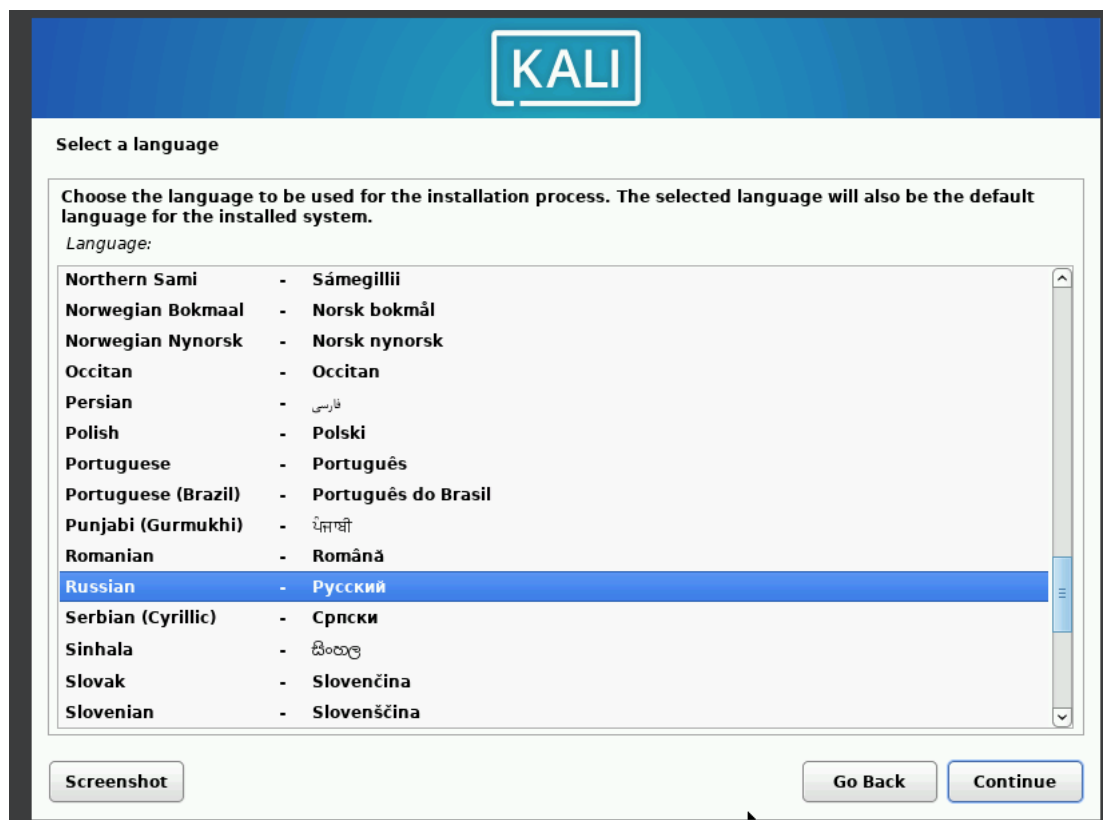 KALI
Select a language
Choose the language to be used for the installation process. The selected language will also be the default
language for the installed system.
Language:
Northern Sami - Sámegillii
Norwegian Bokmaal - Norsk bokmål
Norwegian Nynorsk - Norsk nynorsk
Occitan - Occitan
Persian - فارسی
Polish - Polski
Portuguese - Português
Portuguese (Brazil) - Português do Brasil
Punjabi (Gurmukhi) - ਪੰਜਾਬੀ
Romanian - Română
Russian - Русский
Serbian (Cyrillic) - Српски
Sinhala - සිංහල
Slovak - Slovenčina
Slovenian - Slovenščina
Screenshot Go Back Continue